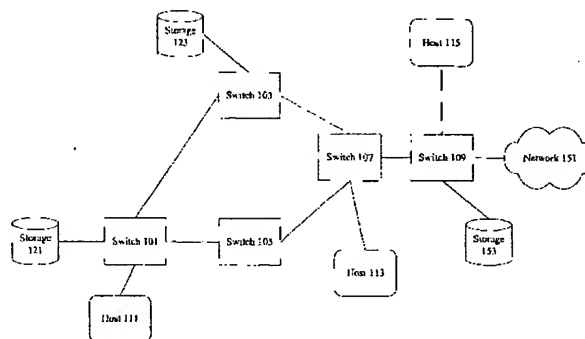 Storage
123
Host 115
Switch 103
Switch 107
Switch 109
Network 151
Storage
121
Switch 101
Switch 105
Storage
153
Host 113
Host 111